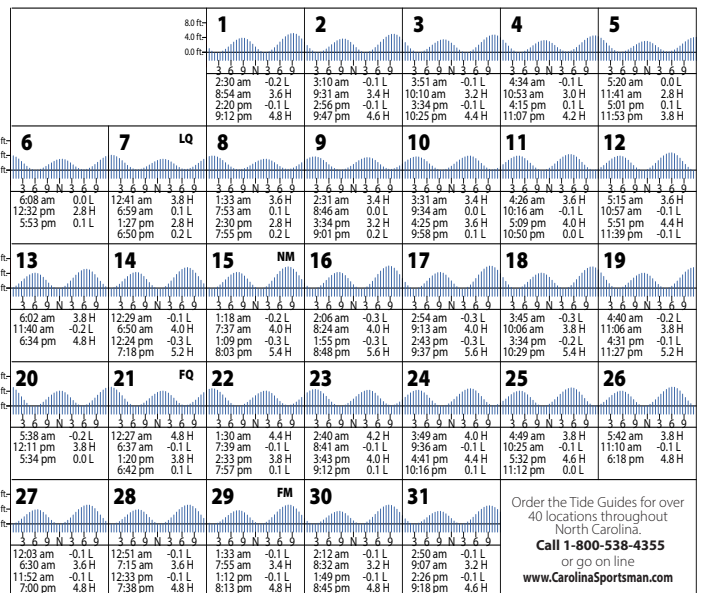 8.0 ft-
4.0 ft-
0.0 ft-
1
3 6 9 N 3 6 9
2:30 am -0.2 L
8:54 am 3.6 H
2:20 pm -0.1 L
9:12 pm 4.8 H
2
3 6 9 N 3 6 9
3:10 am -0.1 L
9:31 am 3.4 H
2:56 pm -0.1 L
9:47 pm 4.6 H
3
3 6 9 N 3 6 9
3:51 am -0.1 L
10:10 am 3.2 H
3:34 pm -0.1 L
10:25 pm 4.4 H
4
3 6 9 N 3 6 9
4:34 am -0.1 L
10:53 am 3.0 H
4:15 pm 0.1 L
11:07 pm 4.2 H
5
3 6 9 N 3 6 9
5:20 am 0.0 L
11:41 am 2.8 H
5:01 pm 0.1 L
11:53 pm 3.8 H
ft-
ft-
ft-
6
3 6 9 N 3 6 9
6:08 am 0.0 L
12:32 pm 2.8 H
5:53 pm 0.1 L
7 LQ
3 6 9 N 3 6 9
12:41 am 3.8 H
6:59 am 0.1 L
1:27 pm 2.8 H
6:50 pm 0.2 L
8
3 6 9 N 3 6 9
1:33 am 3.6 H
7:53 am 0.1 L
2:30 pm 2.8 H
7:55 pm 0.2 L
9
3 6 9 N 3 6 9
2:31 am 3.4 H
8:46 am 0.0 L
3:34 pm 3.2 H
9:01 pm 0.2 L
10
3 6 9 N 3 6 9
3:31 am 3.4 H
9:34 am 0.0 L
4:25 pm 3.6 H
9:58 pm 0.1 L
11
3 6 9 N 3 6 9
4:26 am 3.6 H
10:16 am -0.1 L
5:09 pm 4.0 H
10:50 pm 0.0 L
12
3 6 9 N 3 6 9
5:15 am 3.6 H
10:57 am -0.1 L
5:51 pm 4.4 H
11:39 pm -0.1 L
ft-
ft-
ft-
13
3 6 9 N 3 6 9
6:02 am 3.8 H
11:40 am -0.2 L
6:34 pm 4.8 H
14
3 6 9 N 3 6 9
12:29 am -0.1 L
6:50 am 4.0 H
12:24 pm -0.3 L
7:18 pm 5.2 H
15 NM
3 6 9 N 3 6 9
1:18 am -0.2 L
7:37 am 4.0 H
1:09 pm -0.3 L
8:03 pm 5.4 H
16
3 6 9 N 3 6 9
2:06 am -0.3 L
8:24 am 4.0 H
1:55 pm -0.3 L
8:48 pm 5.6 H
17
3 6 9 N 3 6 9
2:54 am -0.3 L
9:13 am 4.0 H
2:43 pm -0.3 L
9:37 pm 5.6 H
18
3 6 9 N 3 6 9
3:45 am -0.3 L
10:06 am 3.8 H
3:34 pm -0.2 L
10:29 pm 5.4 H
19
3 6 9 N 3 6 9
4:40 am -0.2 L
11:06 am 3.8 H
4:31 pm -0.1 L
11:27 pm 5.2 H
ft-
ft-
ft-
20
3 6 9 N 3 6 9
5:38 am -0.2 L
12:11 pm 3.8 H
5:34 pm 0.0 L
21 FQ
3 6 9 N 3 6 9
12:27 am 4.8 H
6:37 am -0.1 L
1:20 pm 3.8 H
6:42 pm 0.1 L
22
3 6 9 N 3 6 9
1:30 am 4.4 H
7:39 am -0.1 L
2:33 pm 3.8 H
7:57 pm 0.1 L
23
3 6 9 N 3 6 9
2:40 am 4.2 H
8:41 am -0.1 L
3:43 pm 4.0 H
9:12 pm 0.1 L
24
3 6 9 N 3 6 9
3:49 am 4.0 H
9:36 am -0.1 L
4:41 pm 4.4 H
10:16 pm 0.1 L
25
3 6 9 N 3 6 9
4:49 am 3.8 H
10:25 am -0.1 L
5:32 pm 4.6 H
11:12 pm 0.0 L
26
3 6 9 N 3 6 9
5:42 am 3.8 H
11:10 am -0.1 L
6:18 pm 4.8 H
ft-
ft-
ft-
27
3 6 9 N 3 6 9
12:03 am -0.1 L
6:30 am 3.6 H
11:52 am -0.1 L
7:00 pm 4.8 H
28
3 6 9 N 3 6 9
12:51 am -0.1 L
7:15 am 3.6 H
12:33 pm -0.1 L
7:38 pm 4.8 H
29 FM
3 6 9 N 3 6 9
1:33 am -0.1 L
7:55 am 3.4 H
1:12 pm -0.1 L
8:13 pm 4.8 H
30
3 6 9 N 3 6 9
2:12 am -0.1 L
8:32 am 3.2 H
1:49 pm -0.1 L
8:45 pm 4.8 H
31
3 6 9 N 3 6 9
2:50 am -0.1 L
9:07 am 3.2 H
2:26 pm -0.1 L
9:18 pm 4.6 H
Order the Tide Guides for over
40 locations throughout
North Carolina.
Call 1-800-538-4355
or go on line
www.CarolinaSportsman.com